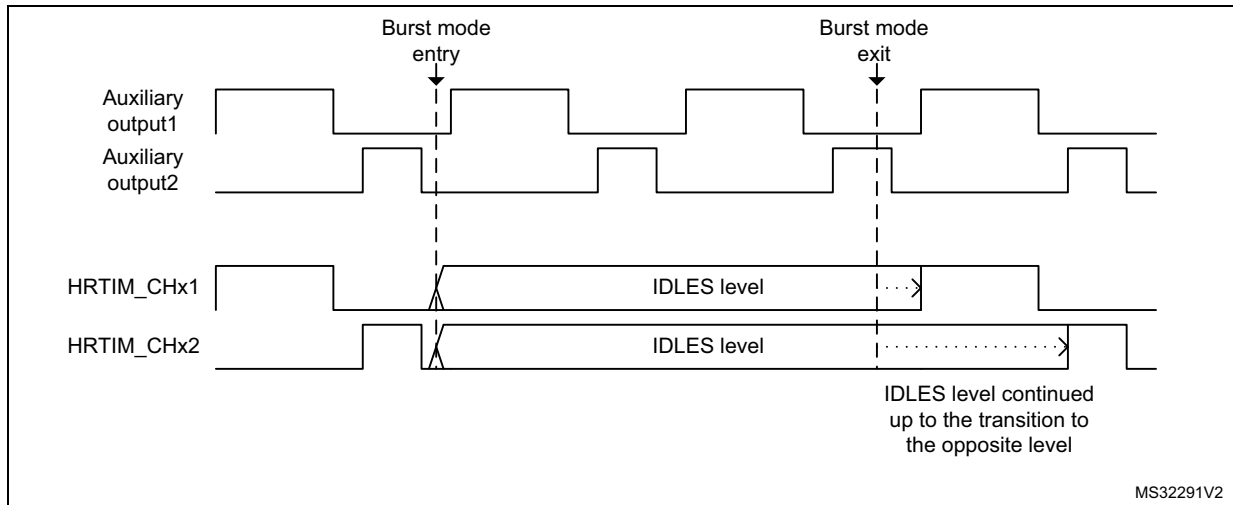 Burst mode
entry
Burst mode
exit
Auxiliary
output1
Auxiliary
output2
HRTIM_CHx1
IDLES level
HRTIM_CHx2
IDLES level
IDLES level continued
up to the transition to
the opposite level
MS32291V2